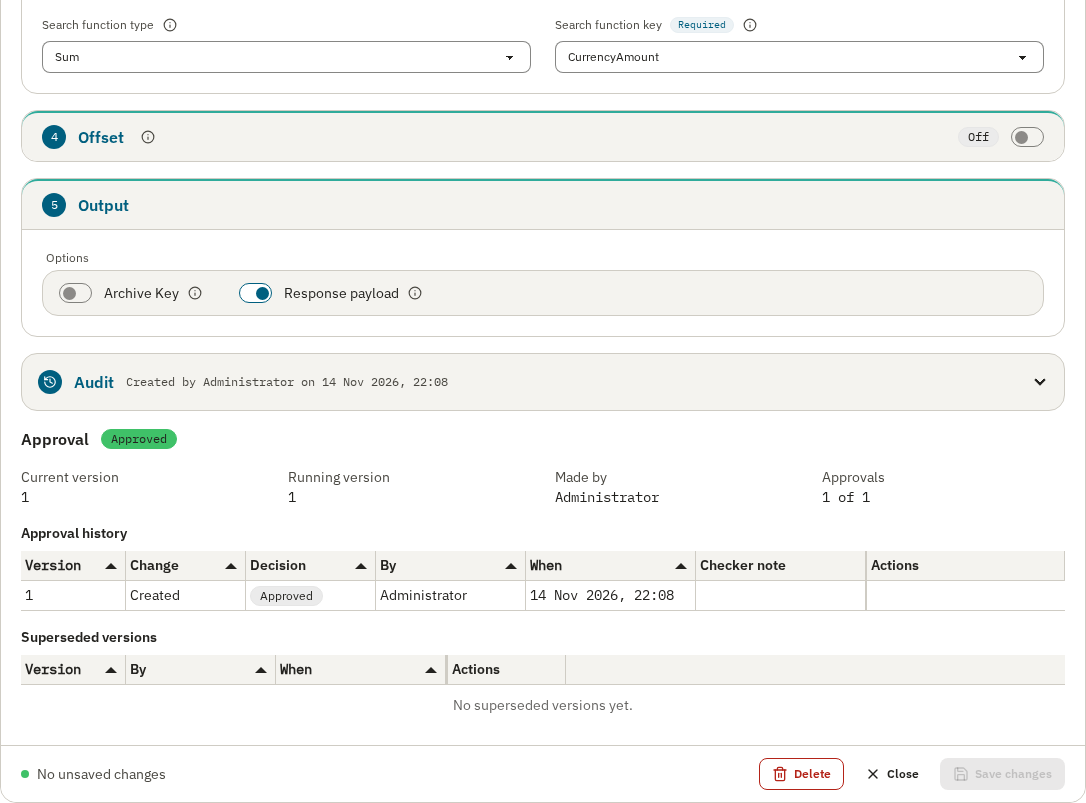 Search function type
Search function key Required
Sum
CurrencyAmount
4 Offset Off
5 Output
Options
Archive Key Response payload
Audit Created by Administrator on 14 Nov 2026, 22:08
Approval Approved
Current version Running version Made by Approvals
1 1 Administrator 1 of 1
Approval history
Version Change Decision By When Checker note Actions
1 Created Approved Administrator 14 Nov 2026, 22:08
Superseded versions
Version By When Actions
No superseded versions yet.
No unsaved changes Delete Close Save changes